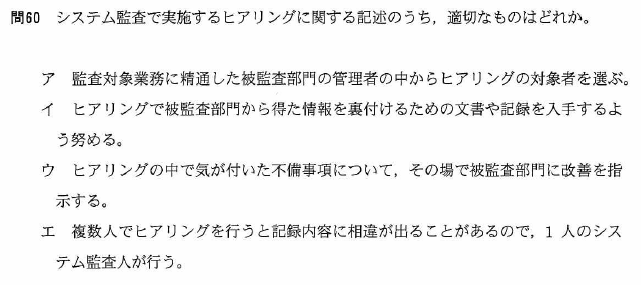 問60 システム監査で実施するヒアリングに関する記述のうち，適切なものはどれか。
ア 監査対象業務に精通した被監査部門の管理者の中からヒアリングの対象者を選ぶ。
イ ヒアリングで被監査部門から得た情報を裏付けるための文書や記録を入手するよ
う努める。
ウ ヒアリングの中で気が付いた不備事項について，その場で被監査部門に改善を指
示する。
エ 複数人でヒアリングを行うと記録内容に相違が出ることがあるので，1 人のシス
テム監査人が行う。